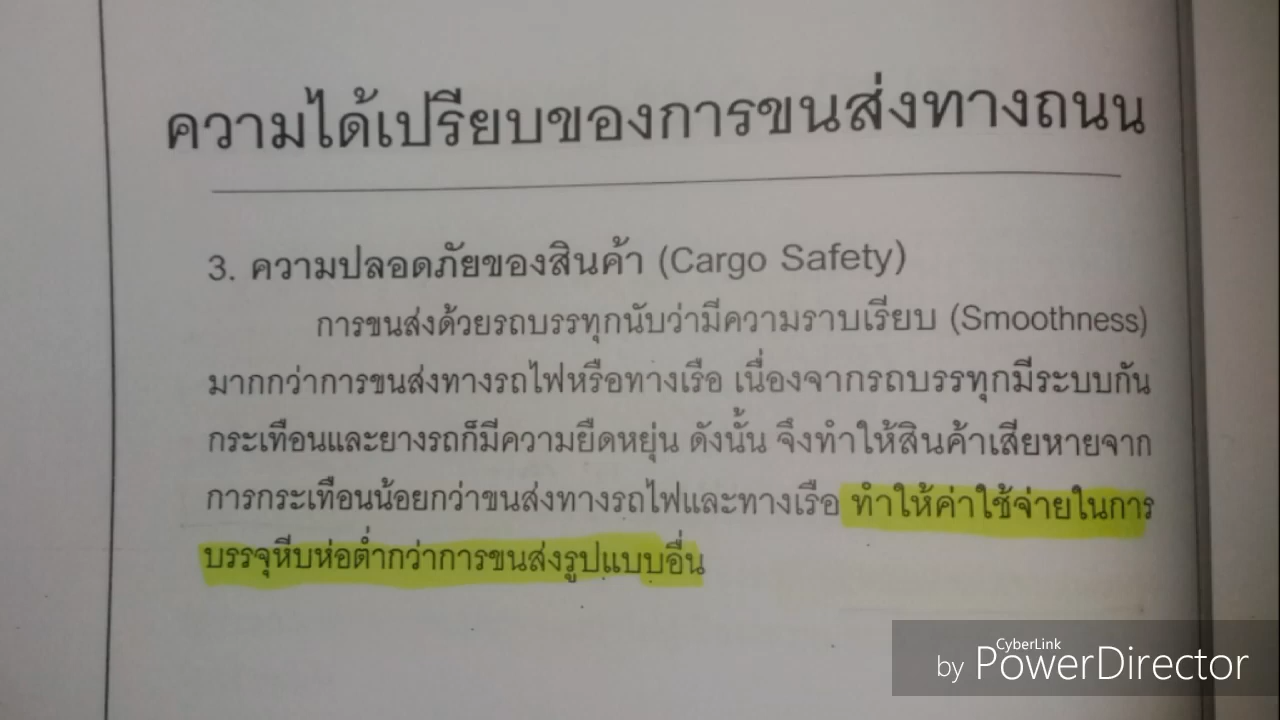 ความได้เปรียบของการขนส่งทางถนน
3. ความปลอดภัยของสินค้า (Cargo Safety)
การขนส่งด้วยรถบรรทุกนับว่ามีความราบเรียบ (Smoothness)
มากกว่าการขนส่งทางรถไฟหรือทางเรือ เนื่องจากรถบรรทุกมีระบบกัน
กระเทือนและยางรถก็มีความยืดหยุ่น ดังนั้น จึงทำให้สินค้าเสียหายจาก
การกระเทือนน้อยกว่าขนส่งทางรถไฟและทางเรือ ทำให้ค่าใช้จ่ายในการ
บรรจุหีบห่อต่ำกว่าการขนส่งรูปแบบอื่น
CyberLink
by PowerDirector